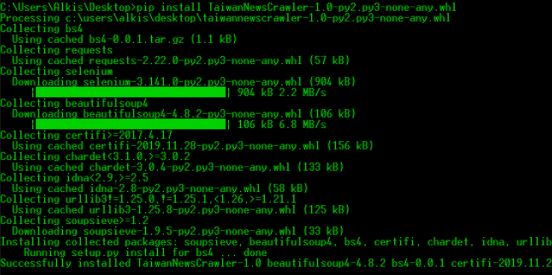 C:\Users\Alkis\Desktop>pip install TaiwanNewsCrawler-1.0-py2.py3-none-any.whl
Processing c:\users\alkis\desktop\taiwannewscrawler-1.0-py2.py3-none-any.whl
Collecting bs4
Using cached bs4-0.0.1.tar.gz (1.1 kB)
Collecting requests
Using cached requests-2.22.0-py2.py3-none-any.whl (57 kB)
Collecting selenium
Downloading selenium-3.141.0-py2.py3-none-any.whl (904 kB)
| | 904 kB 2.2 MB/s
Collecting beautifulsoup4
Downloading beautifulsoup4-4.8.2-py3-none-any.whl (106 kB)
| | 106 kB 6.8 MB/s
Collecting certifi>=2017.4.17
Using cached certifi-2019.11.28-py2.py3-none-any.whl (156 kB)
Collecting chardet<3.1.0,>=3.0.2
Using cached chardet-3.0.4-py2.py3-none-any.whl (133 kB)
Collecting idna<2.9,>=2.5
Using cached idna-2.8-py2.py3-none-any.whl (58 kB)
Collecting urllib3!=1.25.0,!=1.25.1,<1.26,>=1.21.1
Using cached urllib3-1.25.8-py2.py3-none-any.whl (125 kB)
Collecting soupsieve>=1.2
Downloading soupsieve-1.9.5-py2.py3-none-any.whl (33 kB)
Installing collected packages: soupsieve, beautifulsoup4, bs4, certifi, chardet, idna, urllib
Running setup.py install for bs4 ... done
Successfully installed TaiwanNewsCrawler-1.0 beautifulsoup4-4.8.2 bs4-0.0.1 certifi-2019.11.2